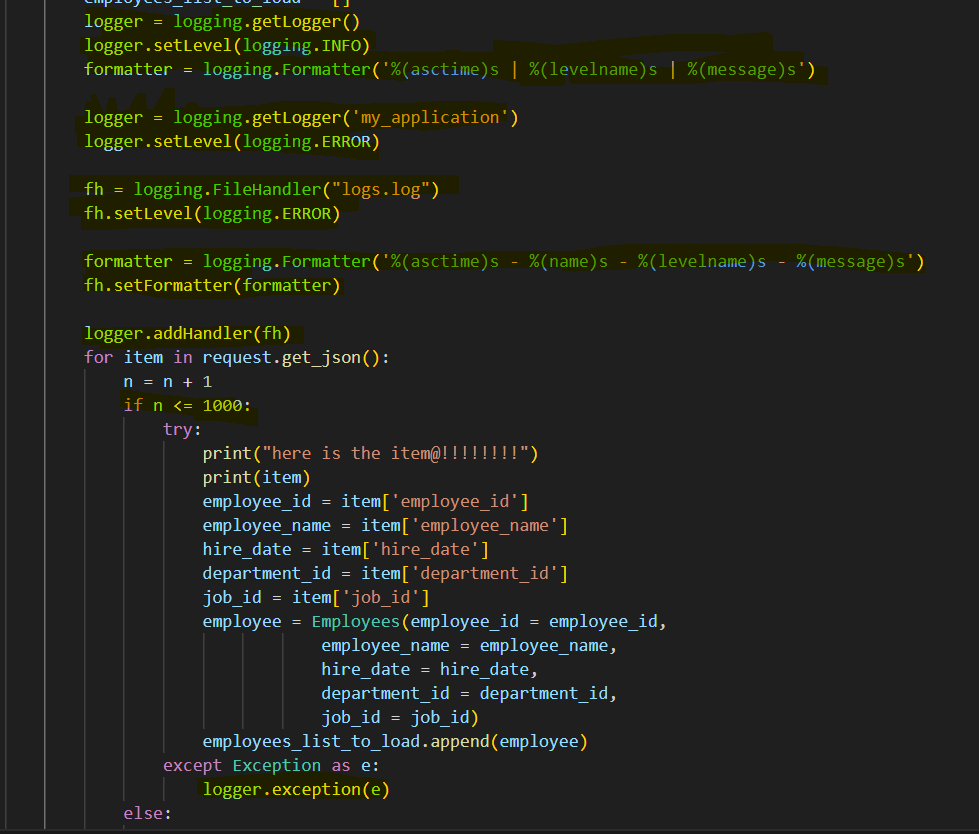 employees_list_to_load = []
logger = logging.getLogger()
logger.setLevel(logging.INFO)
formatter = logging.Formatter('%(asctime)s | %(levelname)s | %(message)s')
logger = logging.getLogger('my_application')
logger.setLevel(logging.ERROR)
fh = logging.FileHandler("logs.log")
fh.setLevel(logging.ERROR)
formatter = logging.Formatter('%(asctime)s - %(name)s - %(levelname)s - %(message)s')
fh.setFormatter(formatter)
logger.addHandler(fh)
for item in request.get_json():
n = n + 1
if n <= 1000:
try:
print("here is the item@!!!!!!!!")
print(item)
employee_id = item['employee_id']
employee_name = item['employee_name']
hire_date = item['hire_date']
department_id = item['department_id']
job_id = item['job_id']
employee = Employees(employee_id = employee_id,
employee_name = employee_name,
hire_date = hire_date,
department_id = department_id,
job_id = job_id)
employees_list_to_load.append(employee)
except Exception as e:
logger.exception(e)
else: